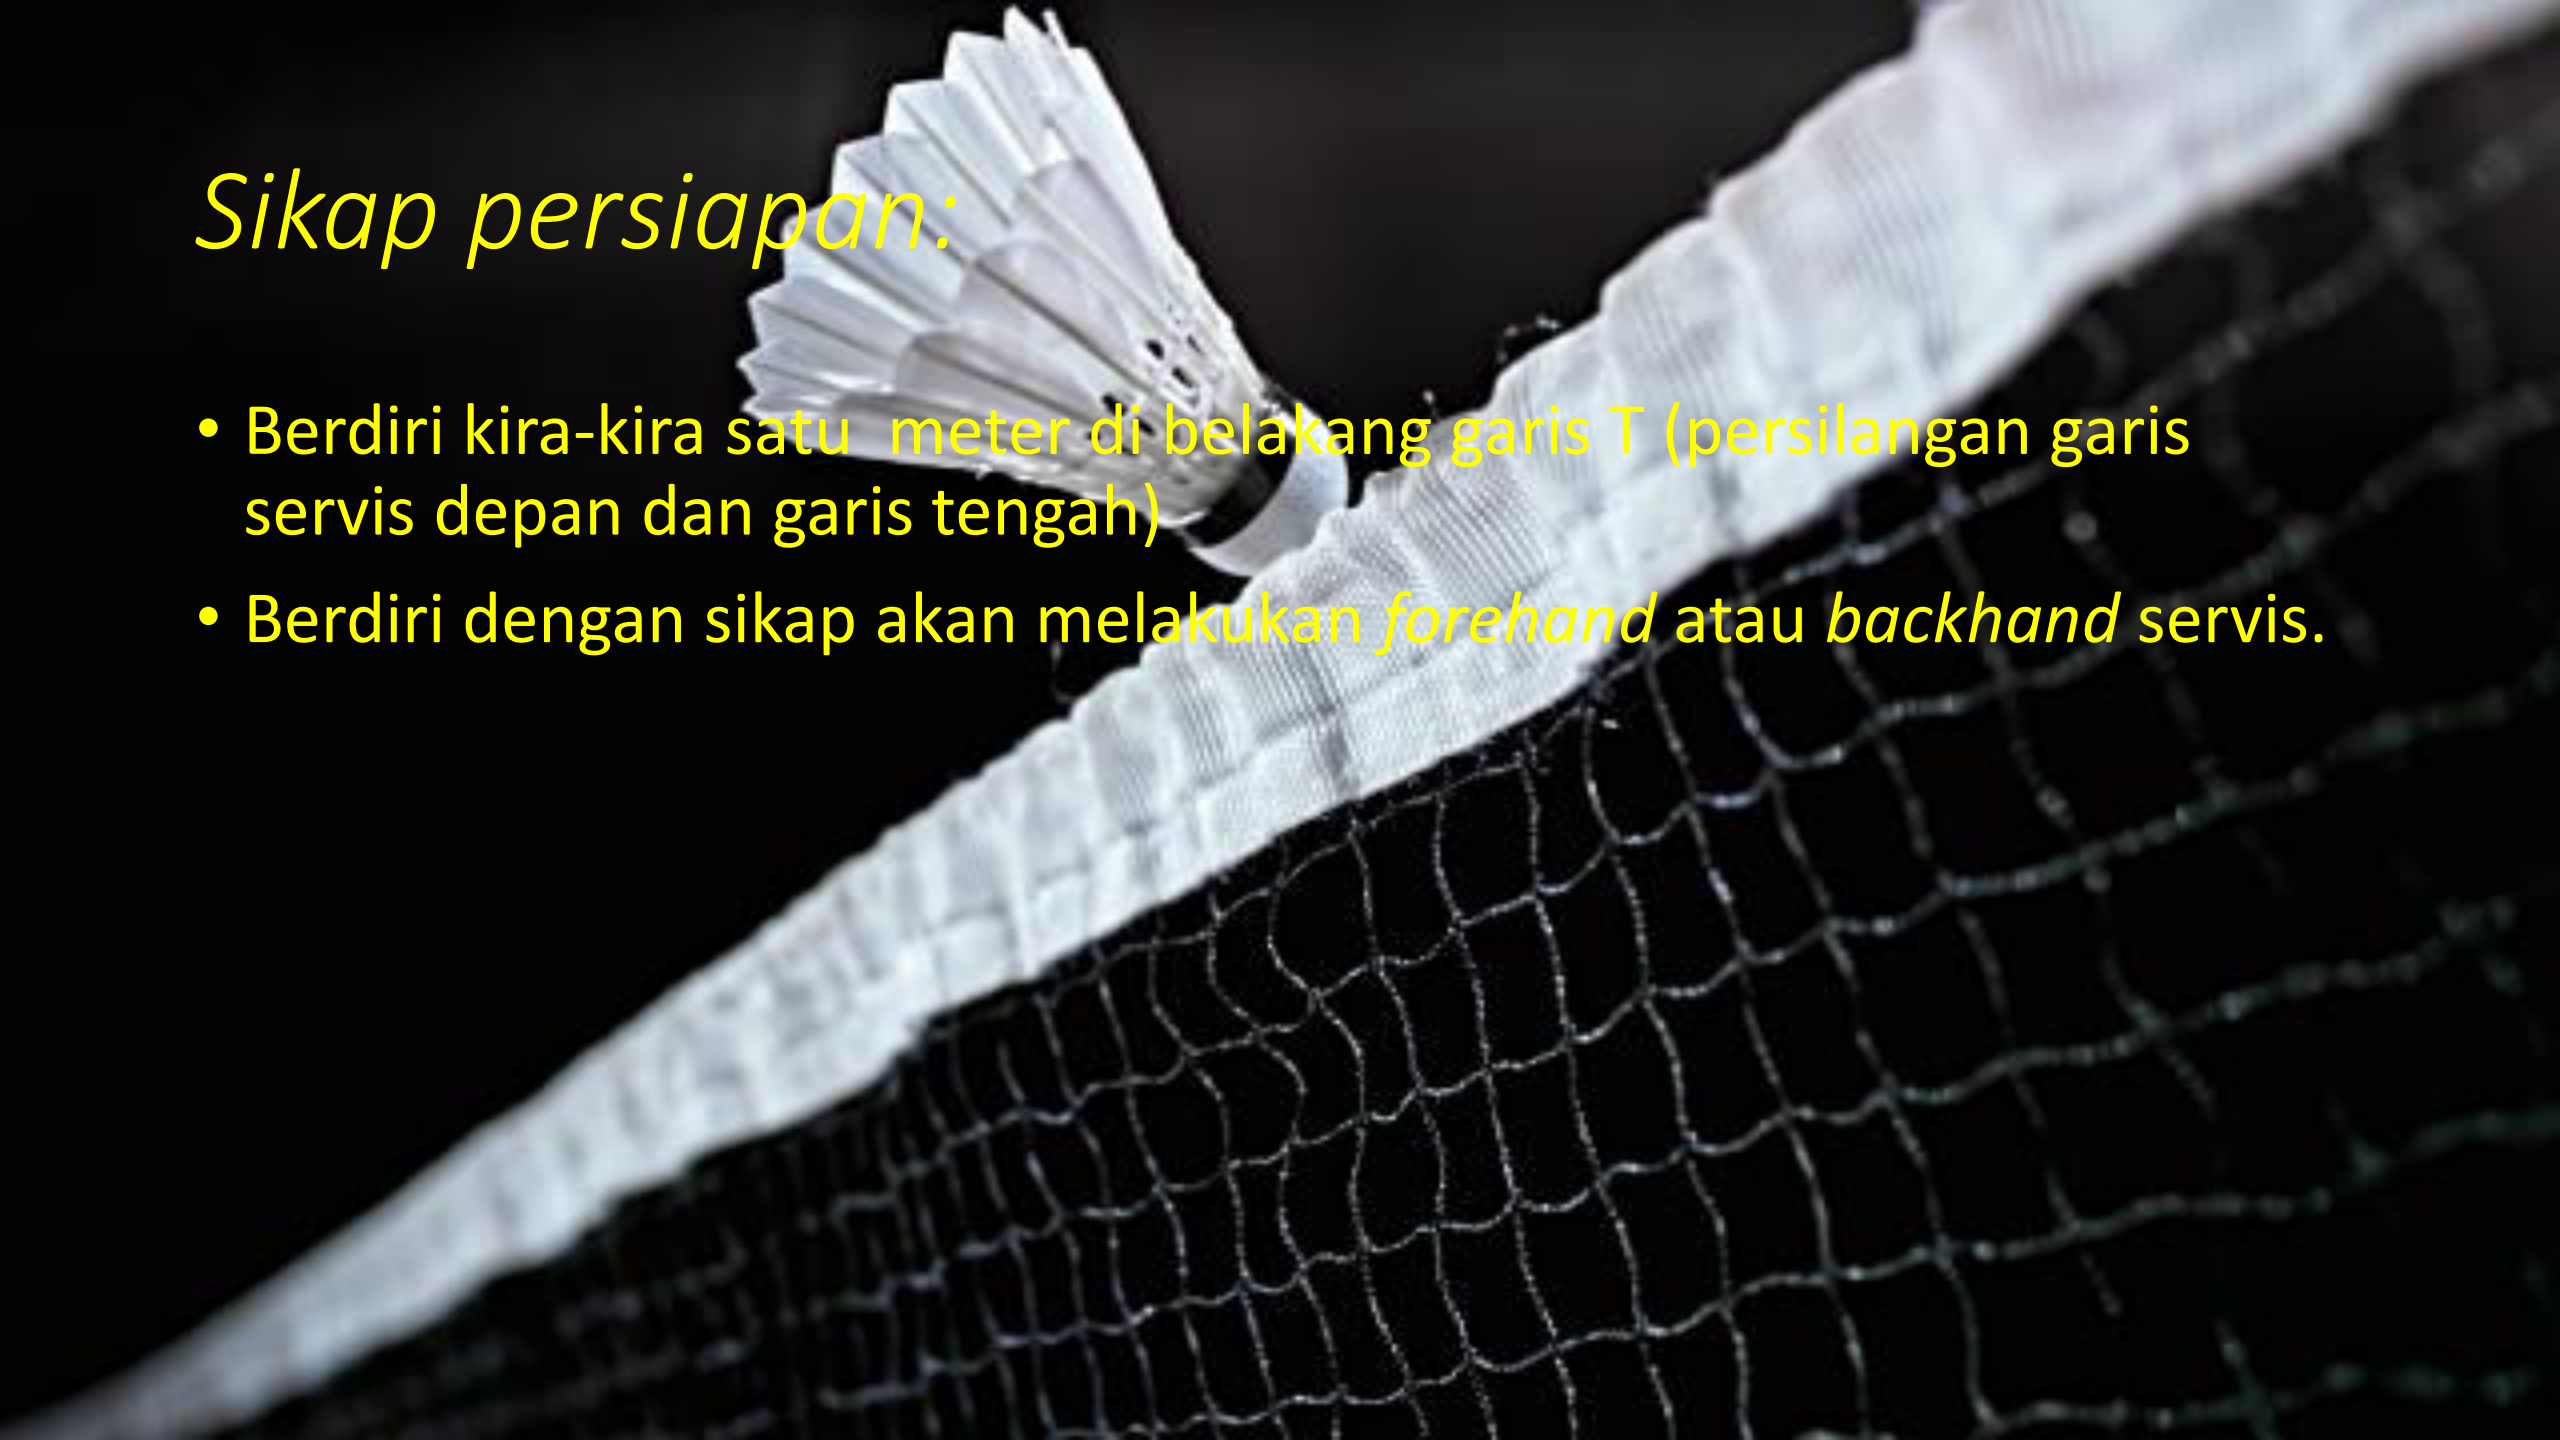 Sikap persiapan:
• Berdiri kira-kira satu  meter di belakang garis T (persilangan garis
servis depan dan garis tengah)
• Berdiri dengan sikap akan melakukan forehand atau backhand servis.